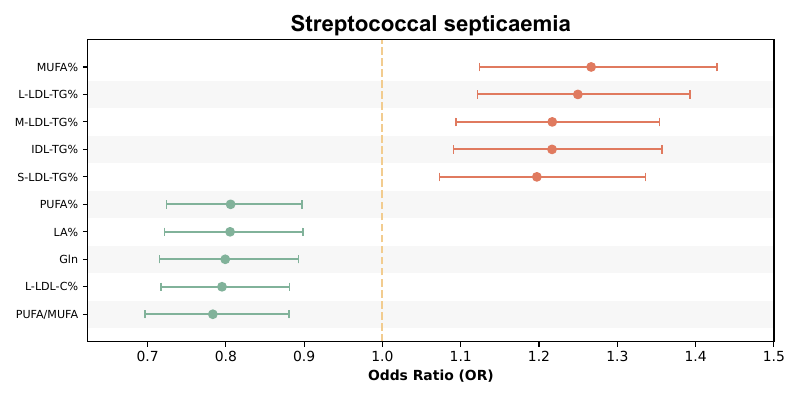 Streptococcal septicaemia
MUFA%
L-LDL-TG%
M-LDL-TG%
IDL-TG%
S-LDL-TG%
PUFA%
LA%
Gln
L-LDL-C%
PUFA/MUFA
0.7 0.8 0.9 1.0 1.1 1.2 1.3 1.4 1.5
Odds Ratio (OR)